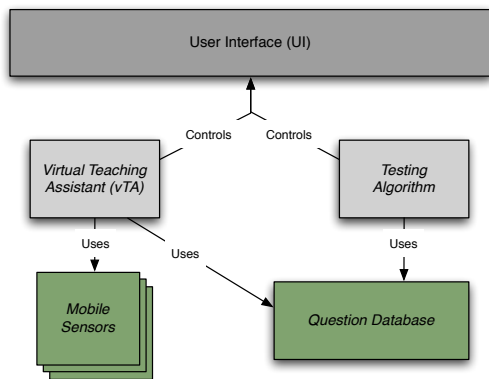 User Interface (UI)
Controls
Controls
Virtual Teaching
Assistant (vTA)
Testing
Algorithm
Uses
Uses
Uses
Mobile
Sensors
Question Database